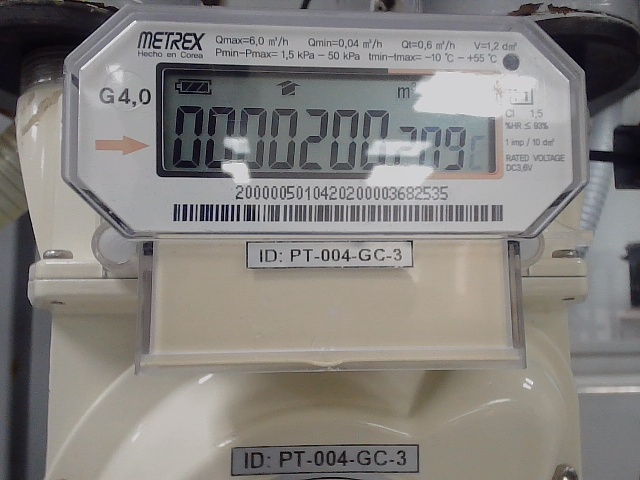 METREX
Hecho en Corea
Qmax=6,0 m³/h Qmin=0,04 m³/h Qt=0,6 m³/h V=1,2 dm³
Pmin-Pmax= 1,5 kPa - 50 kPa tmin-tmax= -10 °C - +55 °C
G4,0
m³
0000200,209
Cl 1,5
%HR ≤ 93%
1 imp / 10 dm³
RATED VOLTAGE
DC3,6V
2000005010420200003682535
ID: PT-004-GC-3
ID: PT-004-GC-3